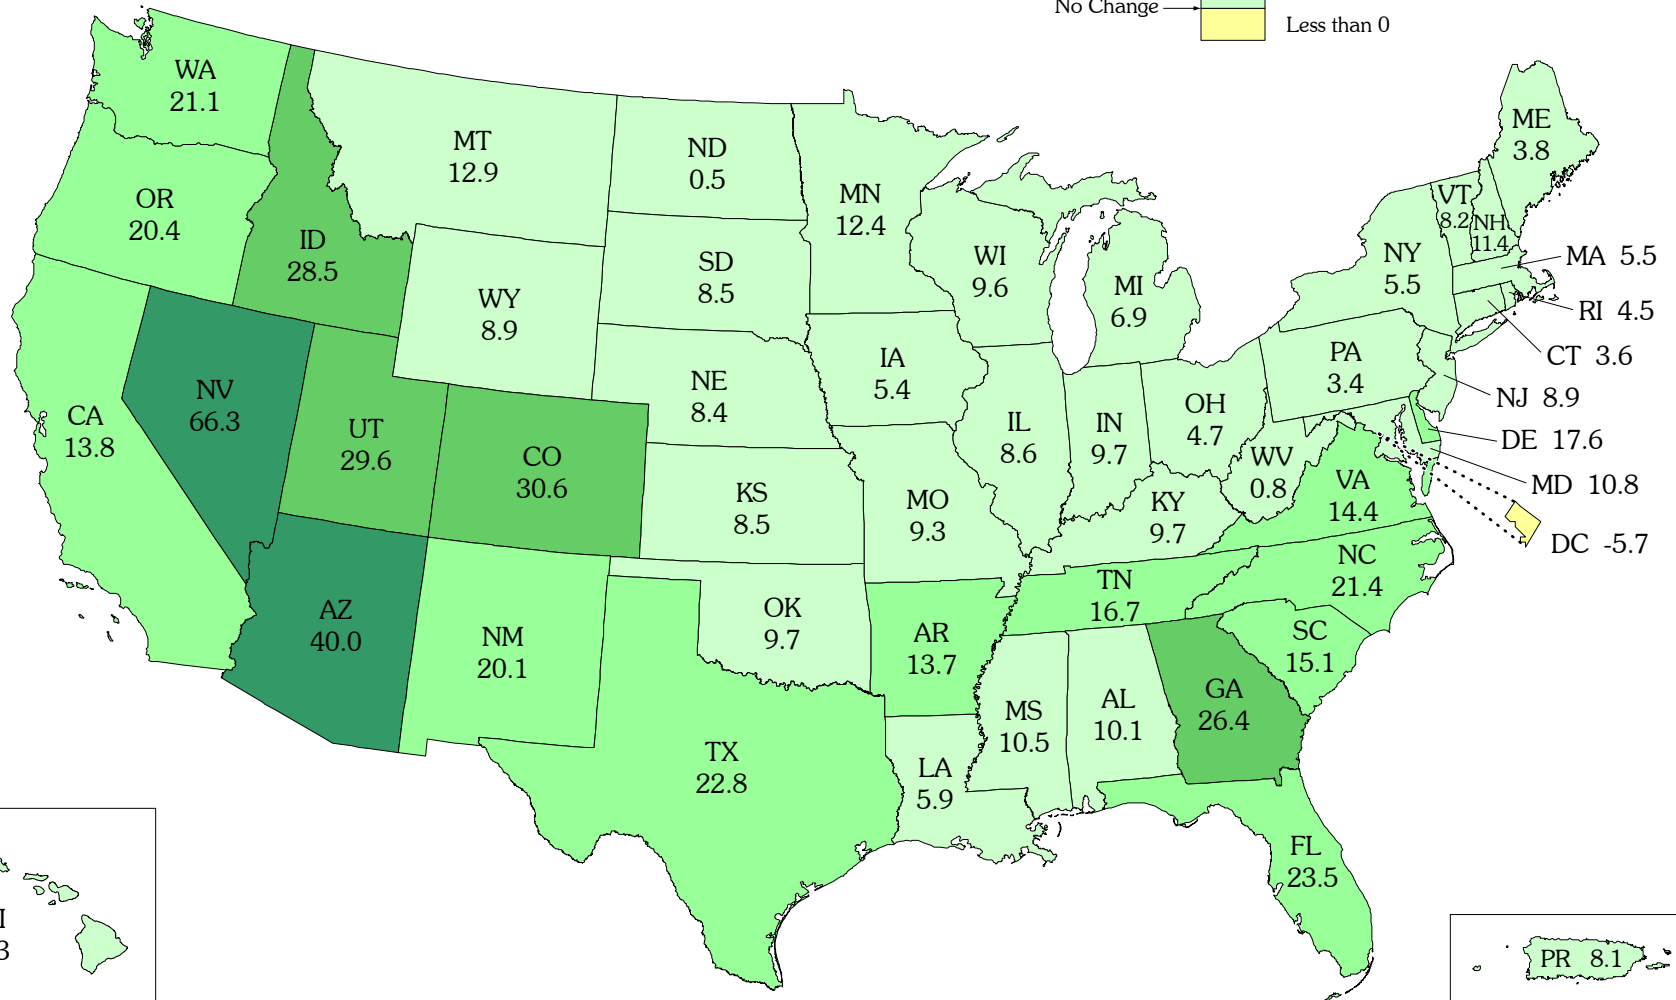 No Change
Less than 0
WA
21.1
OR
20.4
CA
13.8
ID
28.5
NV
66.3
UT
29.6
AZ
40.0
MT
12.9
WY
8.9
CO
30.6
NM
20.1
ND
0.5
SD
8.5
NE
8.4
KS
8.5
OK
9.7
TX
22.8
MN
12.4
IA
5.4
MO
9.3
AR
13.7
LA
5.9
WI
9.6
IL
8.6
MI
6.9
IN
9.7
OH
4.7
KY
9.7
TN
16.7
MS
10.5
AL
10.1
GA
26.4
FL
23.5
SC
15.1
NC
21.4
VA
14.4
WV
0.8
PA
3.4
NY
5.5
VT
8.2
NH
11.4
ME
3.8
MA 5.5
RI 4.5
CT 3.6
NJ 8.9
DE 17.6
MD 10.8
DC -5.7
I
3
PR 8.1